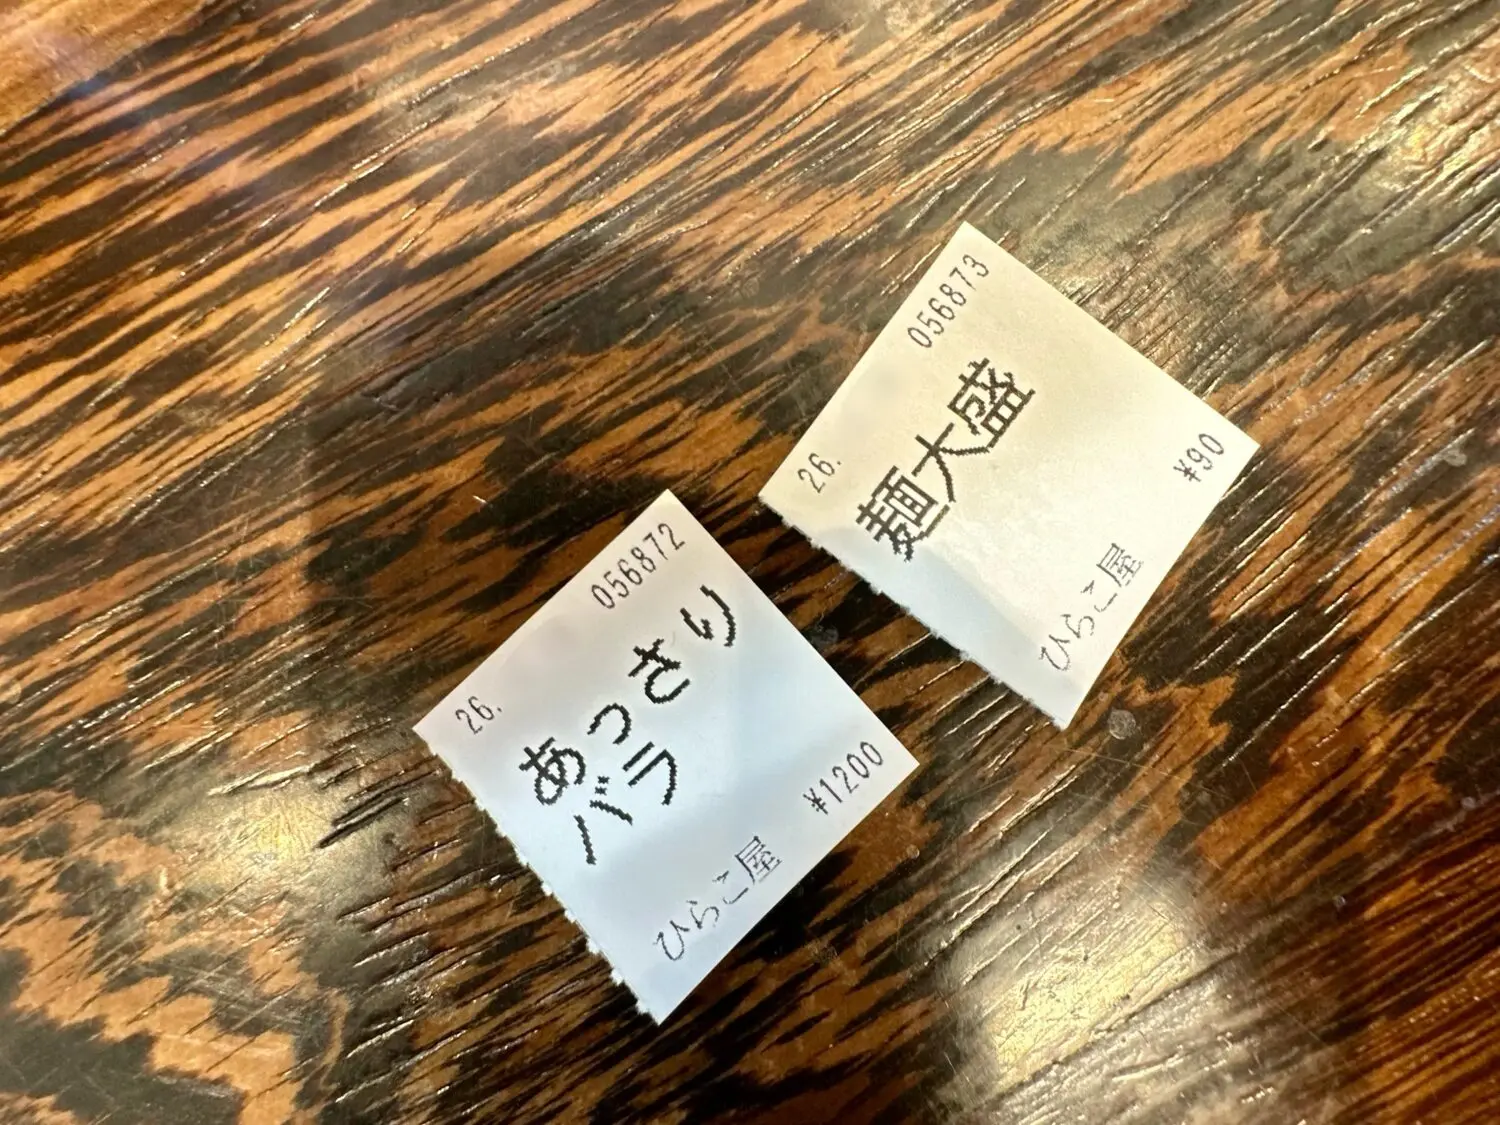 056873
26.
麺大盛
¥90
ひらこ屋
056872
26.
あっさり
バラ
¥1200
ひらこ屋